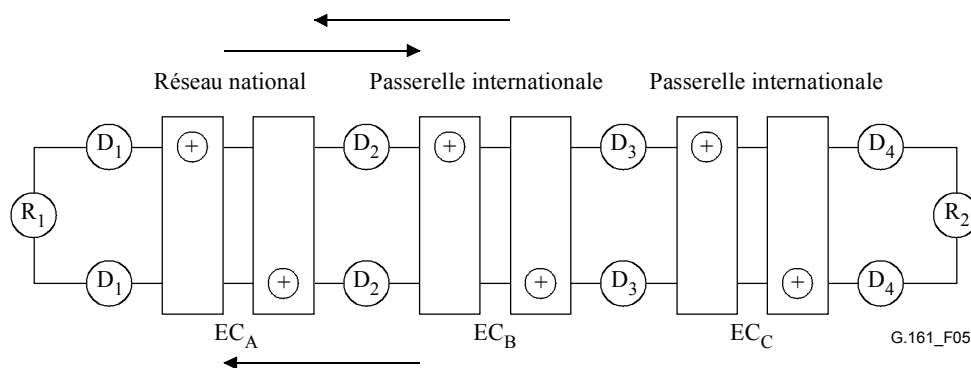 Réseau national Passerelle internationale Passerelle internationale
D1 + D2 + D3 + D4
R1 R2
D1 + D2 + D3 + D4
ECA ECB ECC
G.161_F05